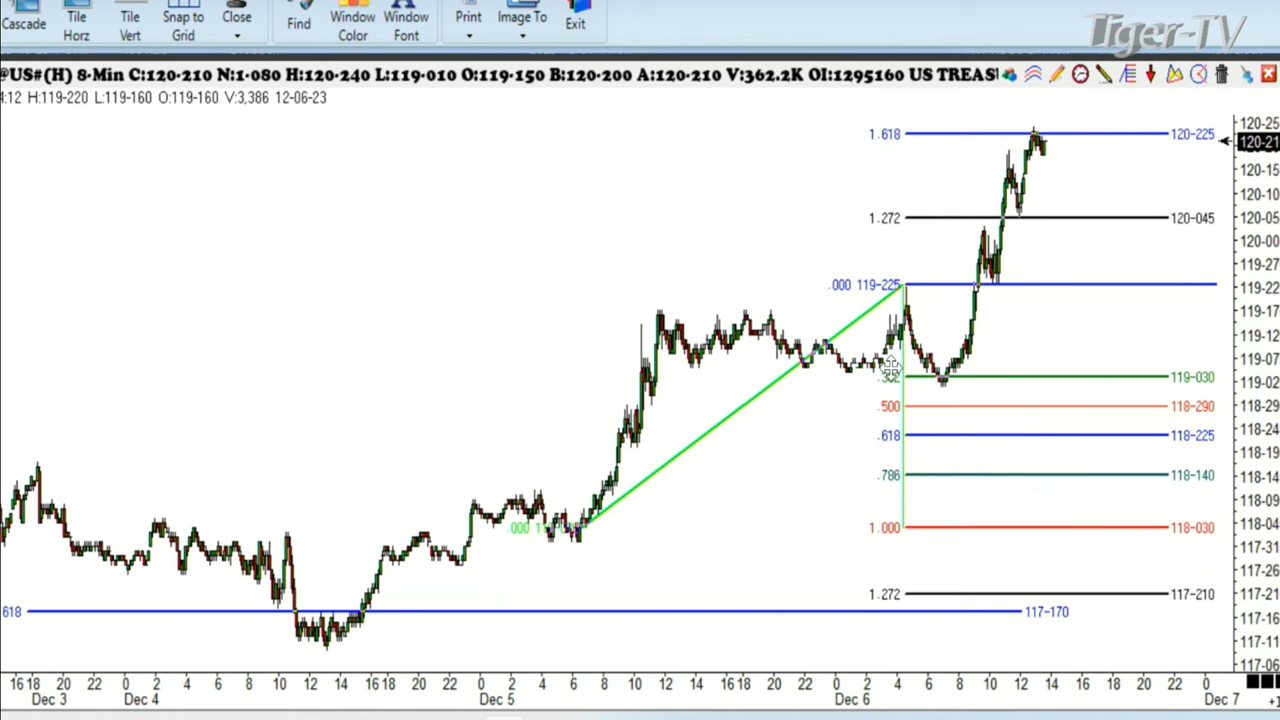 Cascade
Tile Horz
Tile Vert
Snap to Grid
Close
Find
Window Color
Window Font
Print
Image To
Exit
Tiger-TV
@US#(H) 8-Min C:120-210 N:1-080 H:120-240 L:119-010 O:119-150 B:120-200 A:120-210 V:362.2K OI:1295160 US TREAS
:12 H:119-220 L:119-160 O:119-160 V:3,386 12-06-23
1.618 120-225
1.272 120-045
.000 119-225
119-030
.500 118-290
.618 118-225
.786 118-140
1.000 118-030
1.272 117-210
618 117-170
.000
120-25
120-21
120-15
120-10
120-05
120-00
119-27
119-22
119-17
119-12
119-07
119-02
118-29
118-24
118-19
118-14
118-09
118-04
117-31
117-26
117-21
117-16
117-11
117-06
16 18 20 22 0 2 4 6 8 10 12 14 16 18 20 22 0 2 4 6 8 10 12 14 16 18 20 22 0 2 4 6 8 10 12 14 16 18 20 22 0
Dec 3 Dec 4 Dec 5 Dec 6 Dec 7